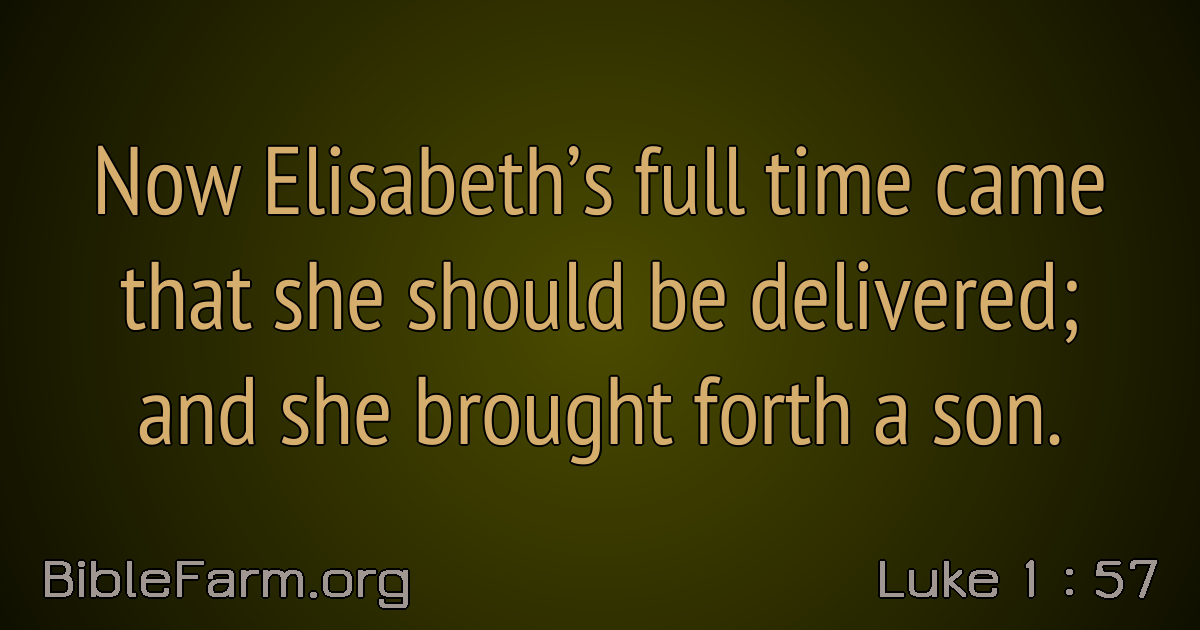 Now Elisabeth’s full time came
that she should be delivered;
and she brought forth a son.
BibleFarm.org
Luke 1 : 57